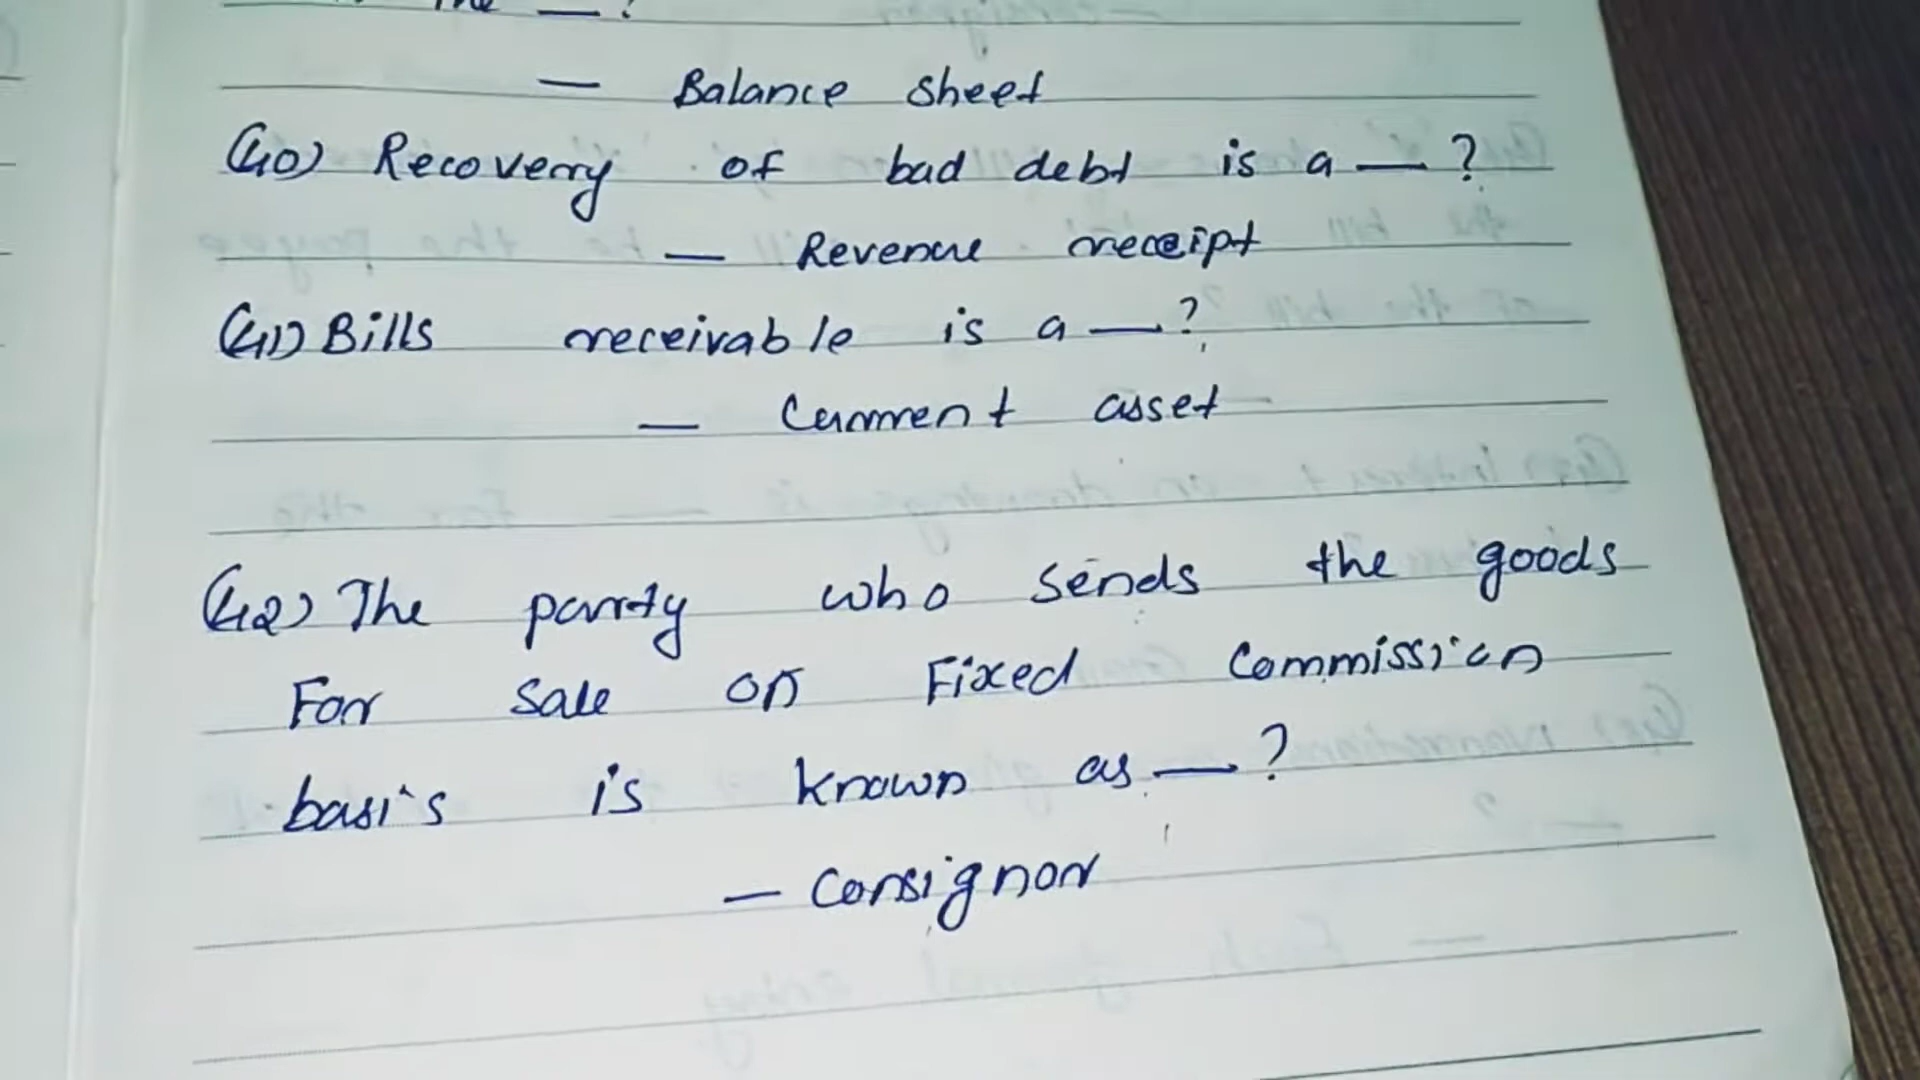 the — ?
— Balance sheet
(40) Recovery of bad debt is a — ?
— Revenue receipt
(41) Bills receivable is a — ?
— Current asset
(42) The party who sends the goods
For sale on Fixed Commission
basis is known as — ?
— Consignor